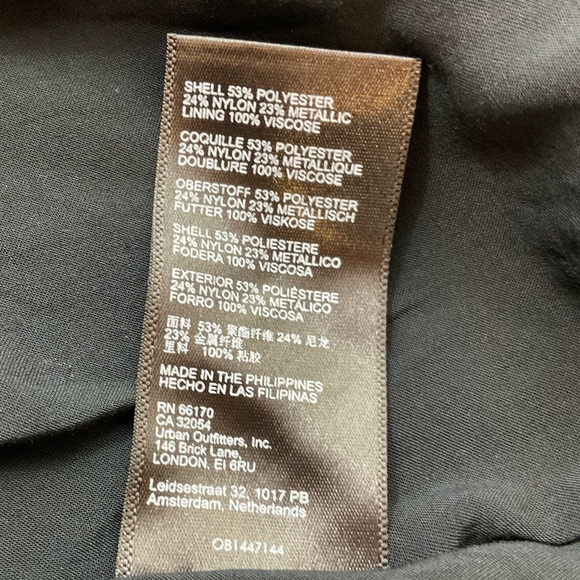 SHELL 53% POLYESTER
24% NYLON 23% METALLIC
LINING 100% VISCOSE
COQUILLE 53% POLYESTER
24% NYLON 23% METALLIQUE
DOUBLURE 100% VISCOSE
OBERSTOFF 53% POLYESTER
24% NYLON 23% METALLISCH
FUTTER 100% VISKOSE
SHELL 53% POLIESTERE
24% NYLON 23% METALLICO
FODERA 100% VISCOSA
EXTERIOR 53% POLIÉSTERE
24% NYLON 23% METALICO
FORRO 100% VISCOSA
面料 53% 聚酯纤维 24% 尼龙
23% 金属纤维
里料 100% 粘胶
MADE IN THE PHILIPPINES
HECHO EN LAS FILIPINAS
RN 66170
CA 32054
Urban Outfitters, Inc.
146 Brick Lane,
LONDON. EI 6RU
Leidsestraat 32, 1017 PB
Amsterdam, Netherlands
OB1447144